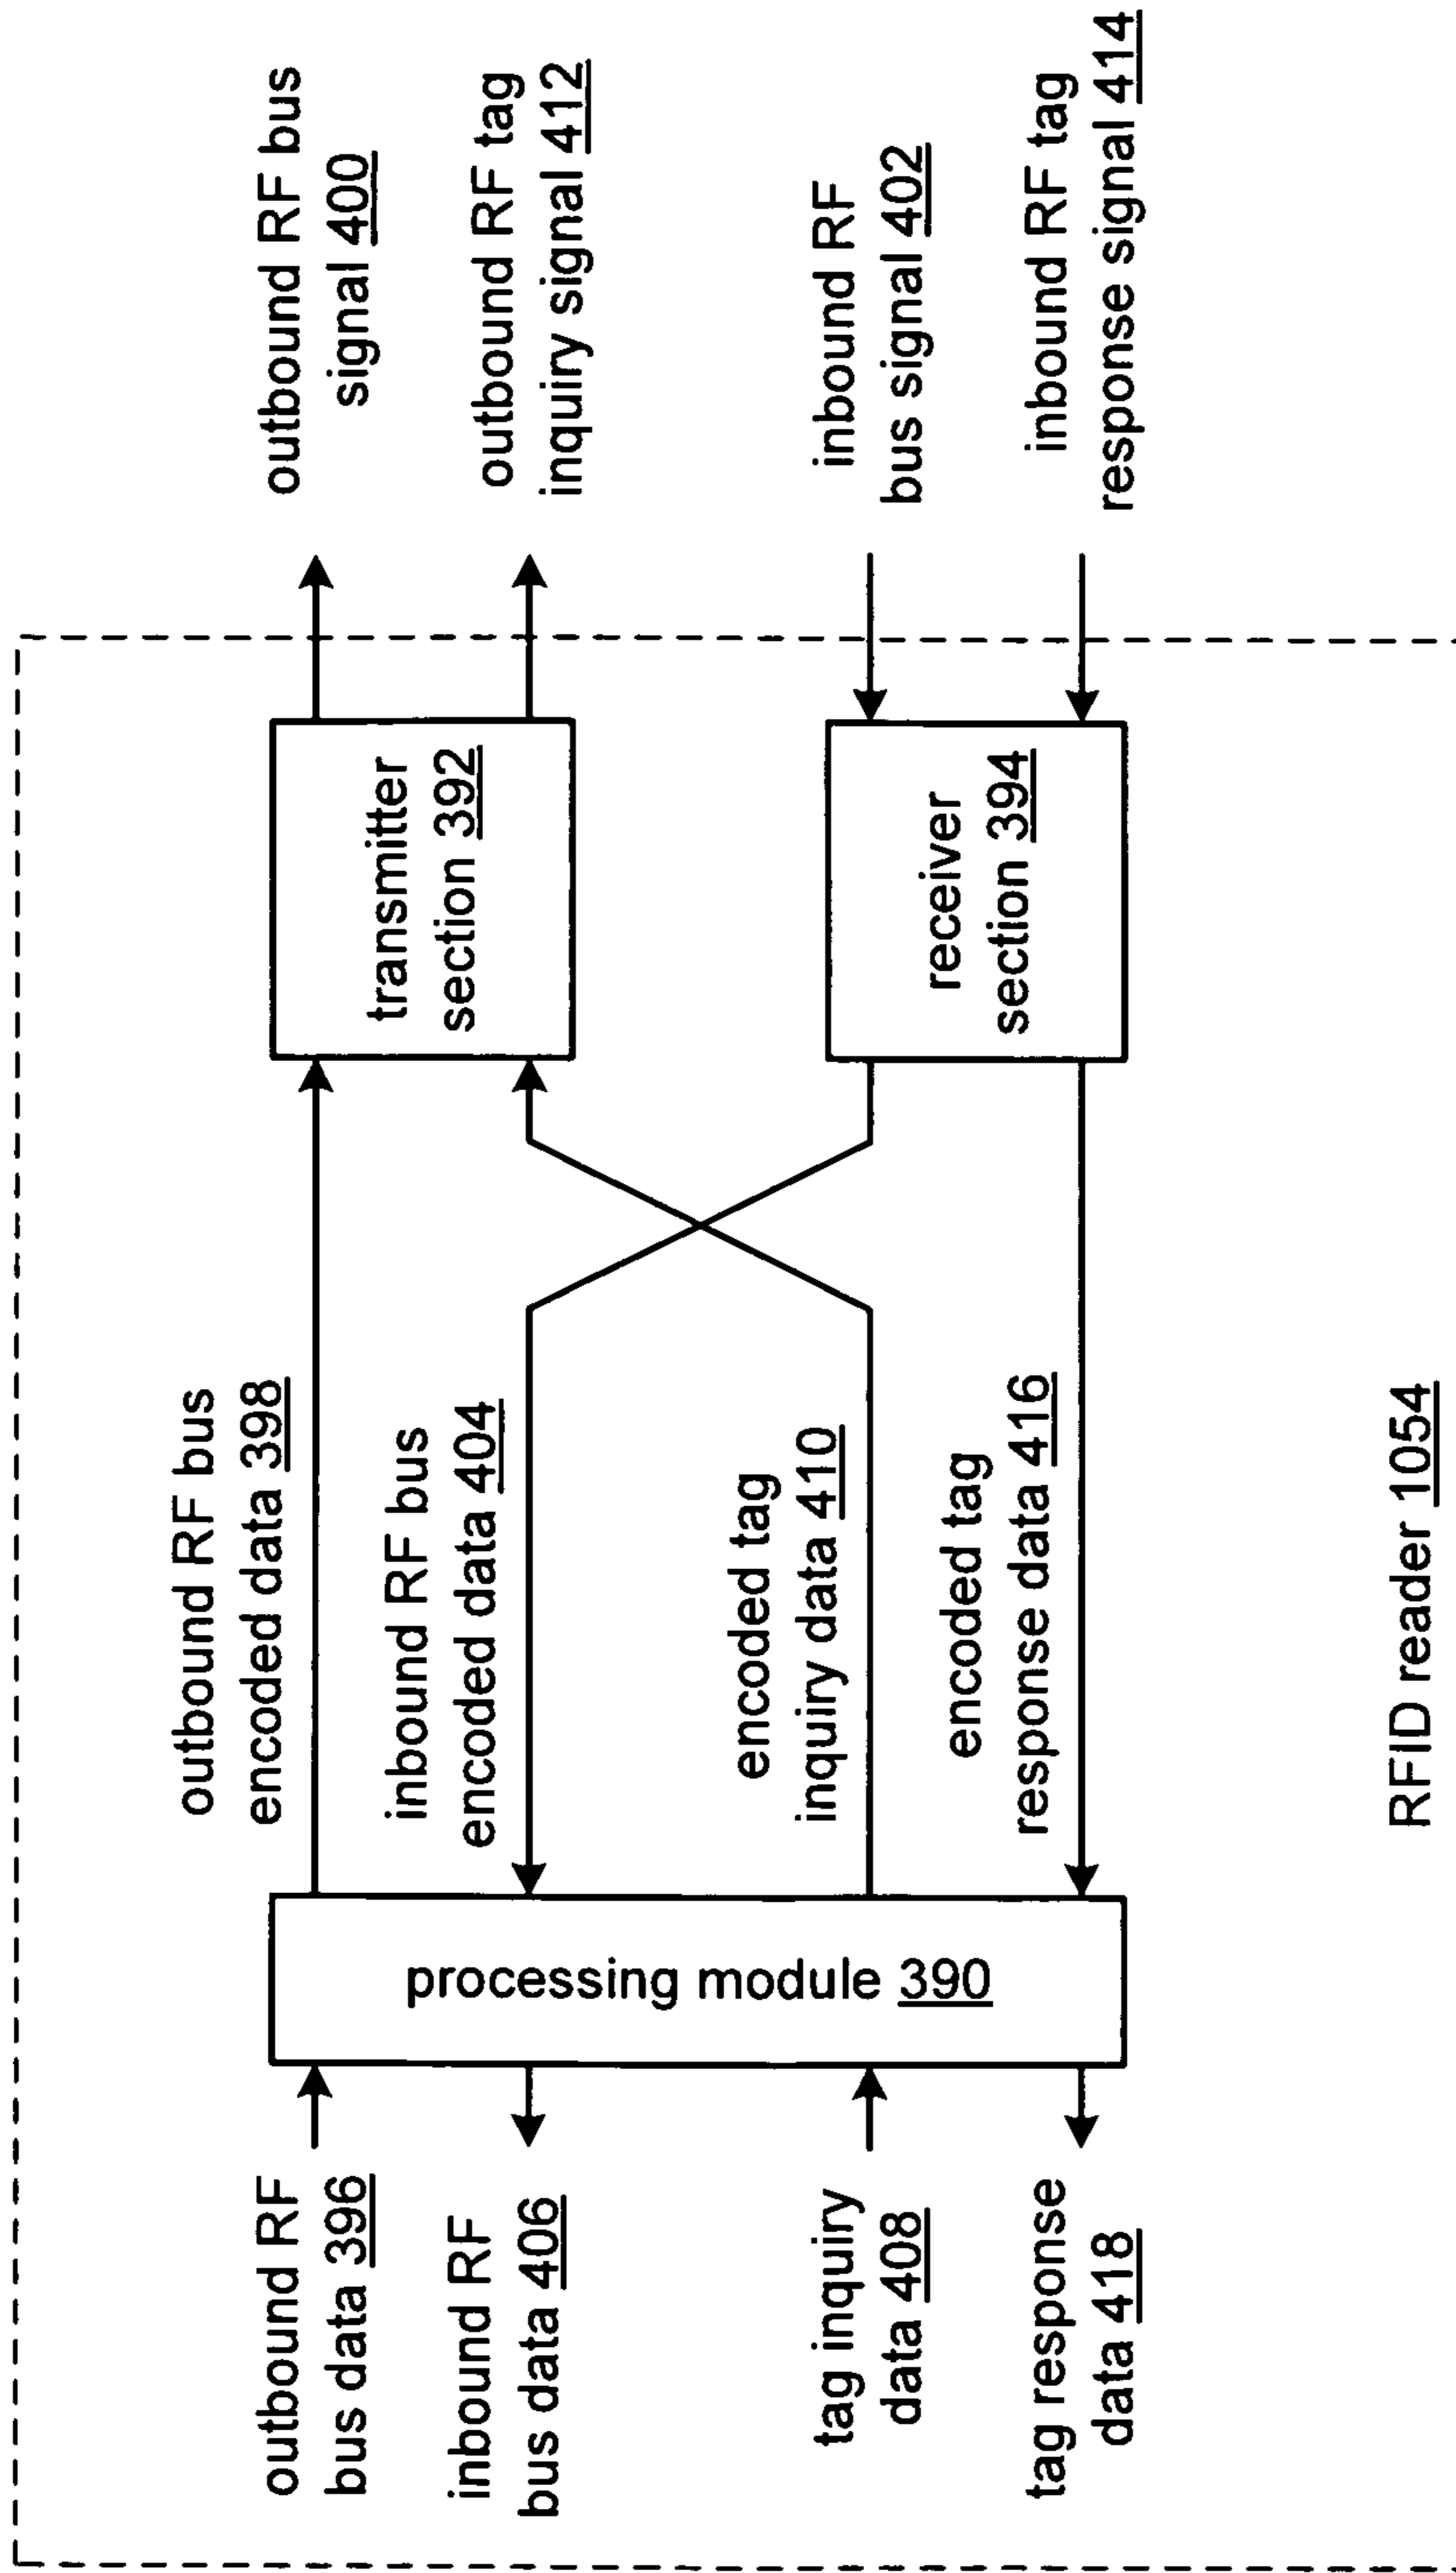 outbound RF
bus data 396
inbound RF
bus data 406
tag inquiry
data 408
tag response
data 418
processing module 390
outbound RF bus
encoded data 398
inbound RF bus
encoded data 404
encoded tag
inquiry data 410
encoded tag
response data 416
transmitter
section 392
receiver
section 394
outbound RF bus
signal 400
outbound RF tag
inquiry signal 412
inbound RF
bus signal 402
inbound RF tag
response signal 414
RFID reader 1054